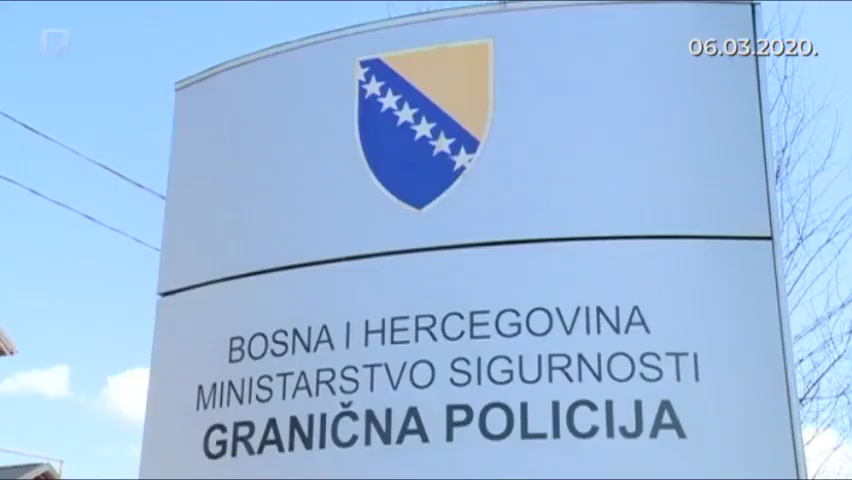 06.03.2020.
BOSNA I HERCEGOVINA
MINISTARSTVO SIGURNOSTI
GRANIČNA POLICIJA